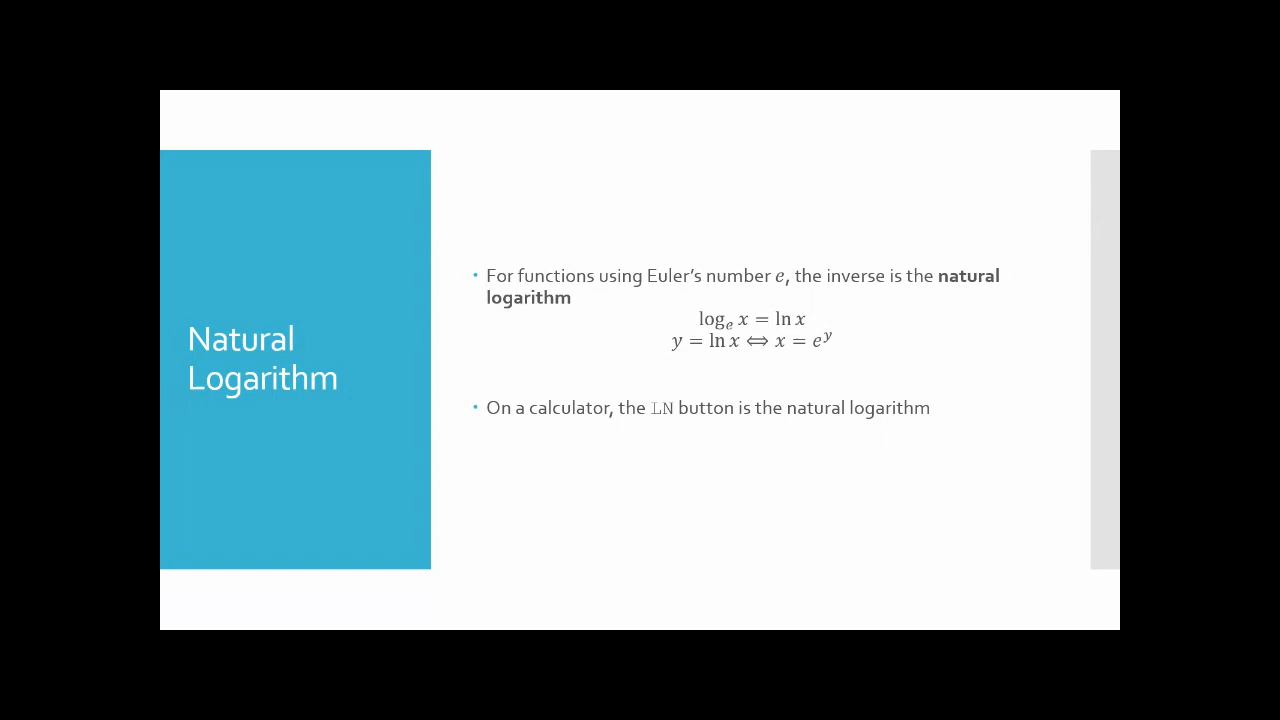 Natural
Logarithm
• For functions using Euler’s number e, the inverse is the natural
logarithm
logₑ x = ln x
y = ln x ⟺ x = eʸ
• On a calculator, the LN button is the natural logarithm